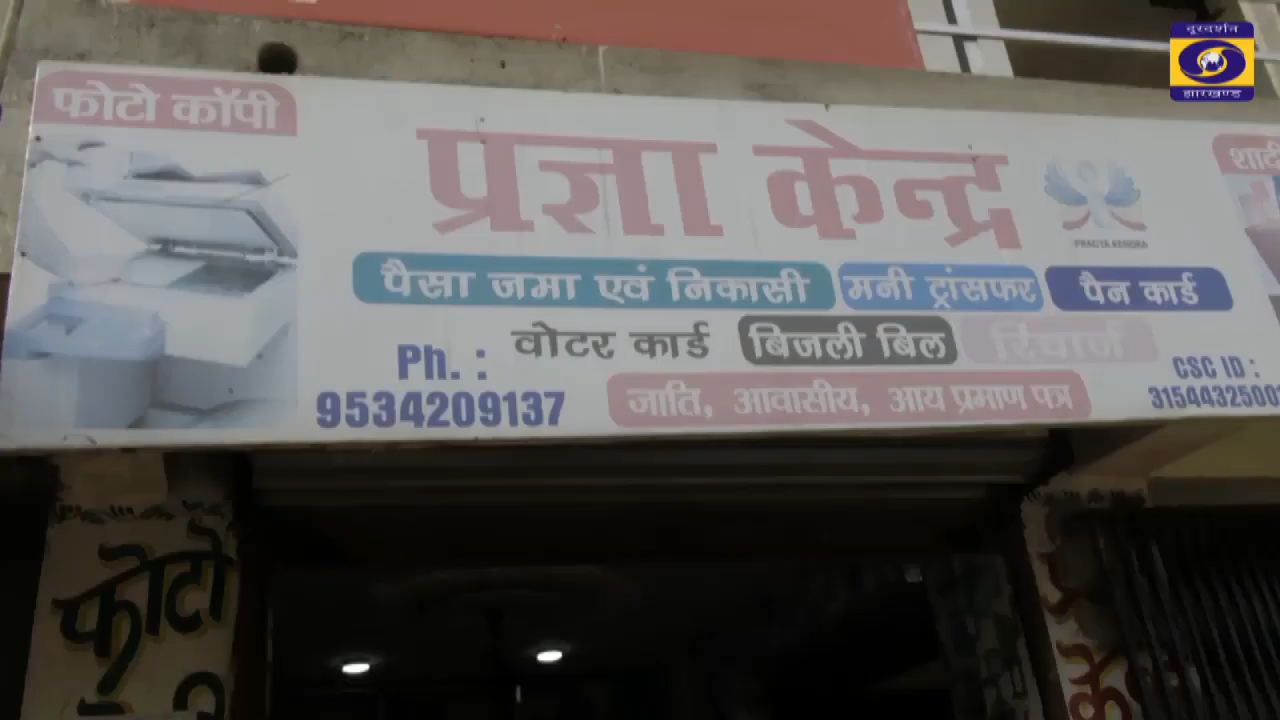 दूरदर्शन
झारखण्ड
फोटो कॉपी
प्रज्ञा केन्द्र
PRAGYA KENDRA
पैसा जमा एवं निकासी मनी ट्रांसफर पैन कार्ड
वोटर कार्ड बिजली बिल रिचार्ज
Ph. :
9534209137
जाति, आवासीय, आय प्रमाण पत्र
CSC ID :
31544325001
फोटो